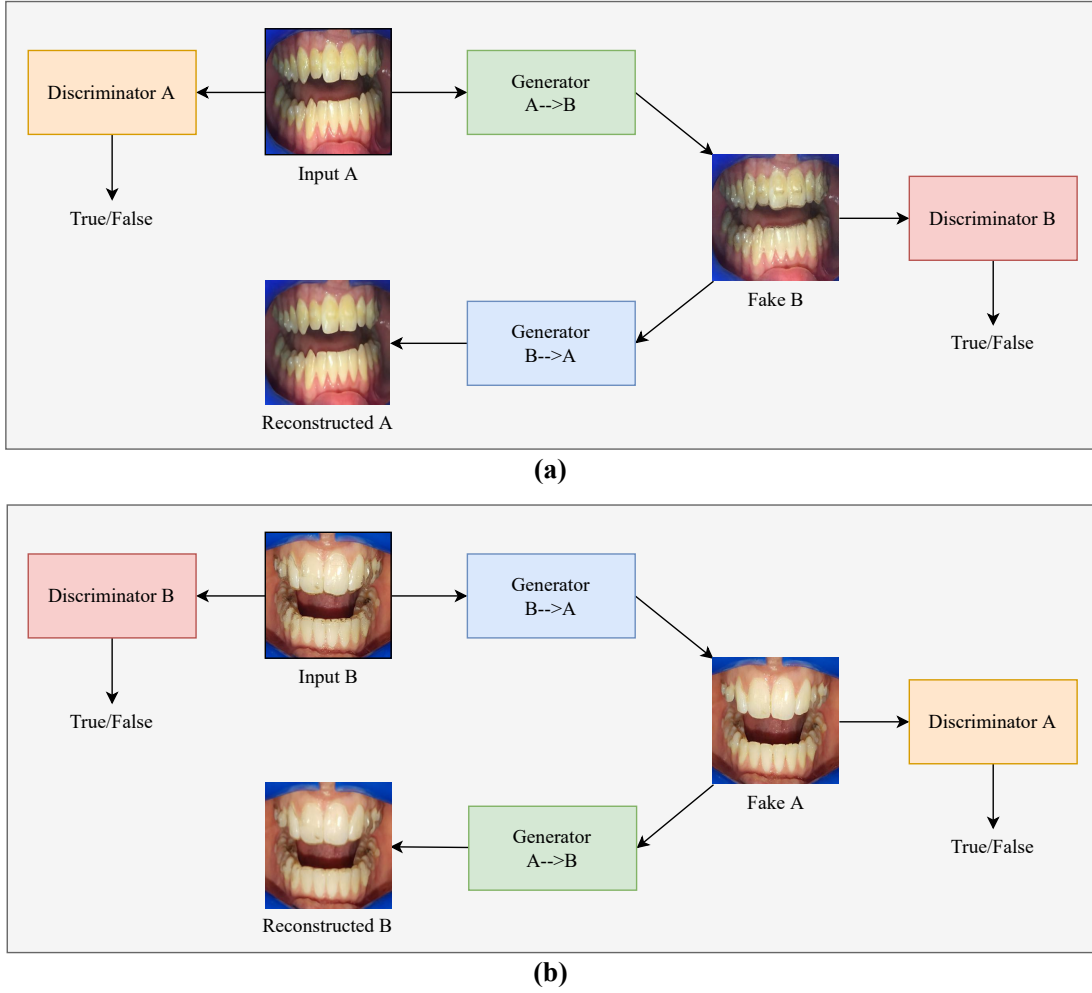 Discriminator A
Generator
A-->B
Input A
True/False
Discriminator B
Fake B
Generator
B-->A
True/False
Reconstructed A
(a)
Discriminator B
Generator
B-->A
Input B
True/False
Discriminator A
Fake A
Generator
A-->B
True/False
Reconstructed B
(b)